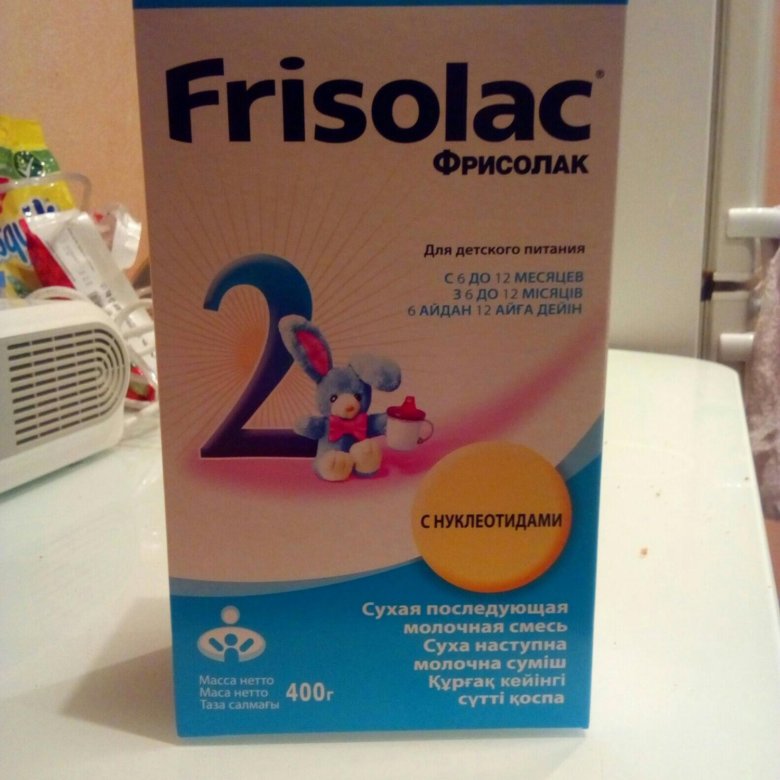 Frisolac®
ФРИСОЛАК
Для детского питания
С 6 ДО 12 МЕСЯЦЕВ
З 6 ДО 12 МІСЯЦІВ
6 АЙДАН 12 АЙҒА ДЕЙІН
2
С НУКЛЕОТИДАМИ
Сухая последующая
молочная смесь
Суха наступна
молочна суміш
Құрғақ кейінгі
сүтті қоспа
Масса нетто
Маса нетто 400г
Таза салмағы